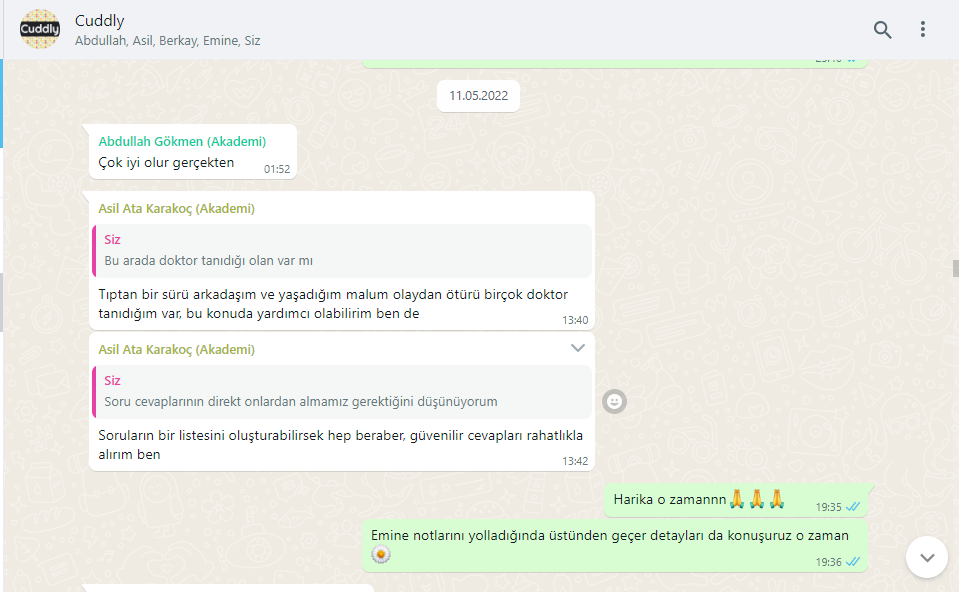 Cuddly
Cuddly
Abdullah, Asil, Berkay, Emine, Siz
11.05.2022
Abdullah Gökmen (Akademi)
Çok iyi olur gerçekten
01:52
Asil Ata Karakoç (Akademi)
Siz
Bu arada doktor tanıdığı olan var mı
Tıptan bir sürü arkadaşım ve yaşadığım malum olaydan ötürü birçok doktor
tanıdığım var, bu konuda yardımcı olabilirim ben de
13:40
Asil Ata Karakoç (Akademi)
Siz
Soru cevaplarının direkt onlardan almamız gerektiğini düşünüyorum
Soruların bir listesini oluşturabilirsek hep beraber, güvenilir cevapları rahatlıkla
alırım ben
13:42
Harika o zamannn🙏🙏🙏
19:35
Emine notlarını yolladığında üstünden geçer detayları da konuşuruz o zaman
🌼
19:36